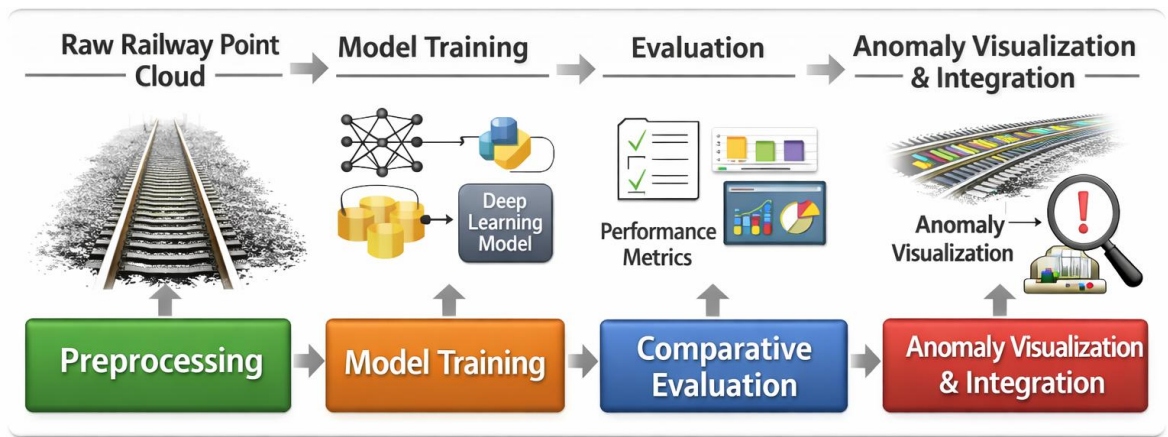 Raw Railway Point
Cloud
Model Training
Evaluation
Anomaly Visualization
& Integration
Deep
Learning
Model
Performance
Metrics
Anomaly
Visualization
Preprocessing
Model Training
Comparative
Evaluation
Anomaly Visualization
& Integration